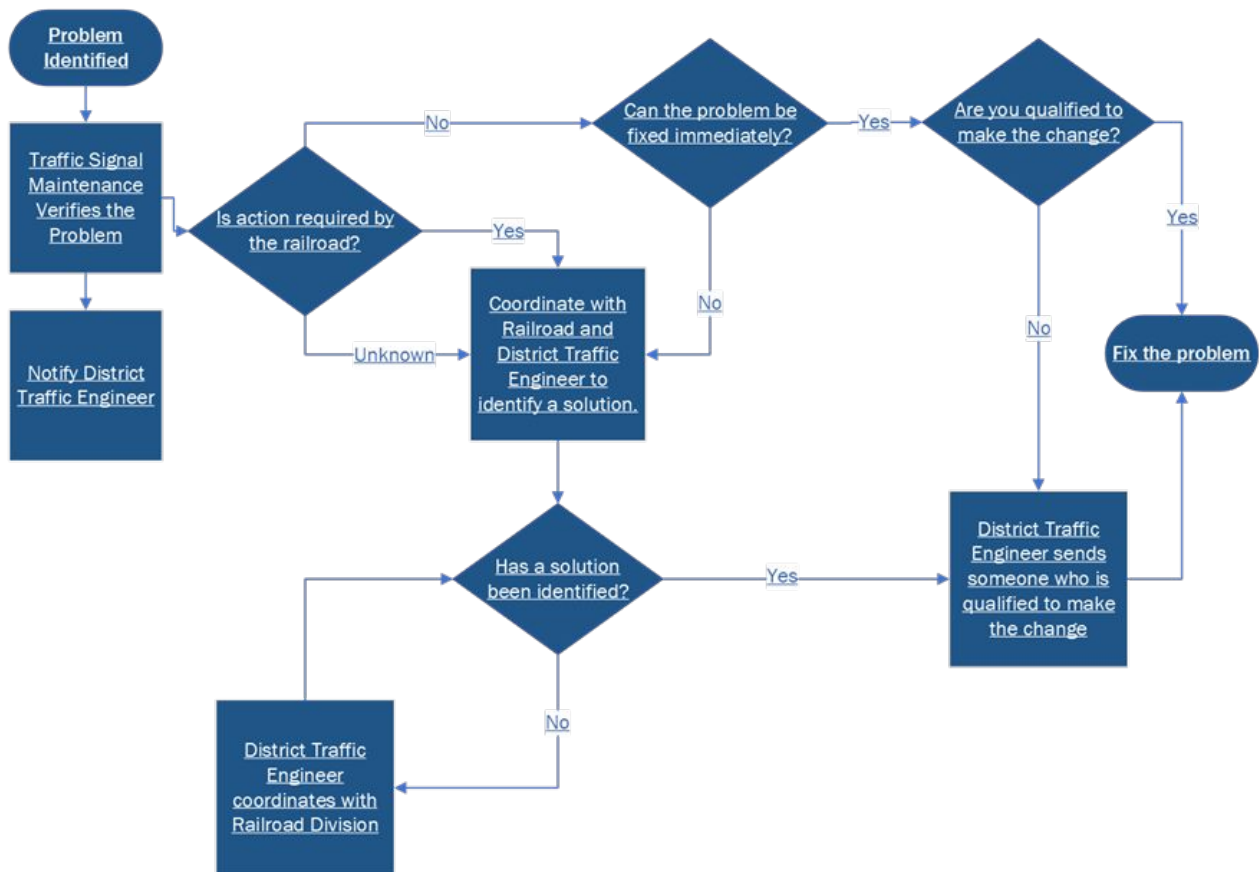 Problem
Identified
Traffic Signal
Maintenance
Verifies the
Problem
Notify District
Traffic Engineer
Is action required by
the railroad?
No
Yes
Unknown
Can the problem be
fixed immediately?
Yes
No
Are you qualified to
make the change?
Yes
No
Fix the problem
Coordinate with
Railroad and
District Traffic
Engineer to
identify a solution.
Has a solution
been identified?
Yes
No
District Traffic
Engineer
coordinates with
Railroad Division
District Traffic
Engineer sends
someone who is
qualified to make
the change